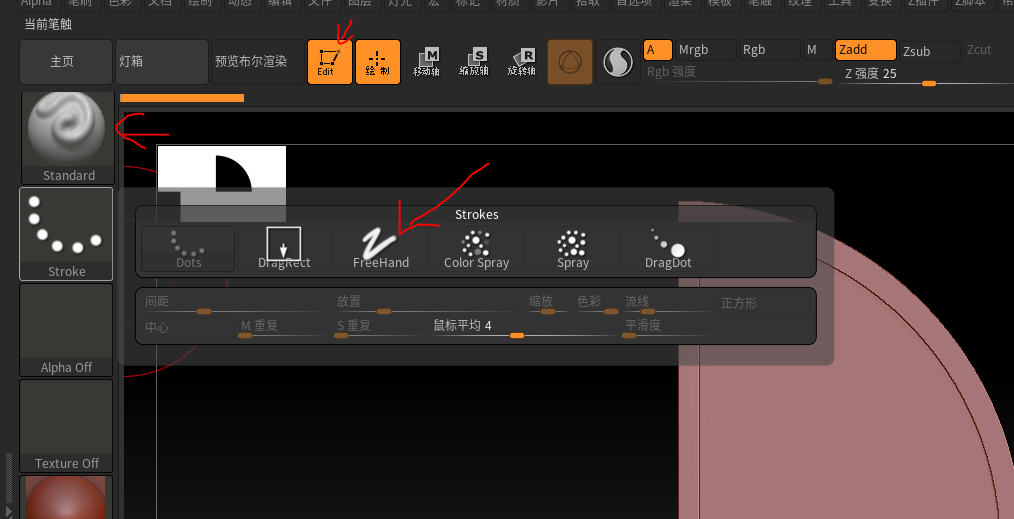 Alpha 笔刷 色彩 文档 绘制 动态 编辑 文件 图层 灯光 宏 标记 材质 影片 拾取 首选项 渲染 模板 笔触 纹理 工具 变换 Z插件 Z脚本
当前笔触
主页 灯箱 预览布尔渲染 Edit 绘制 M 移动轴 S 缩放轴 R 旋转轴 A Mrgb Rgb M Zadd Zsub Zcut
Rgb 强度 Z 强度 25
Standard
Strokes
Dots DragRect FreeHand Color Spray Spray DragDot
Stroke
间距 放置 缩放 色彩 流线 正方形
中心 M 重复 S 重复 鼠标平均 4 平滑度
Alpha Off
Texture Off